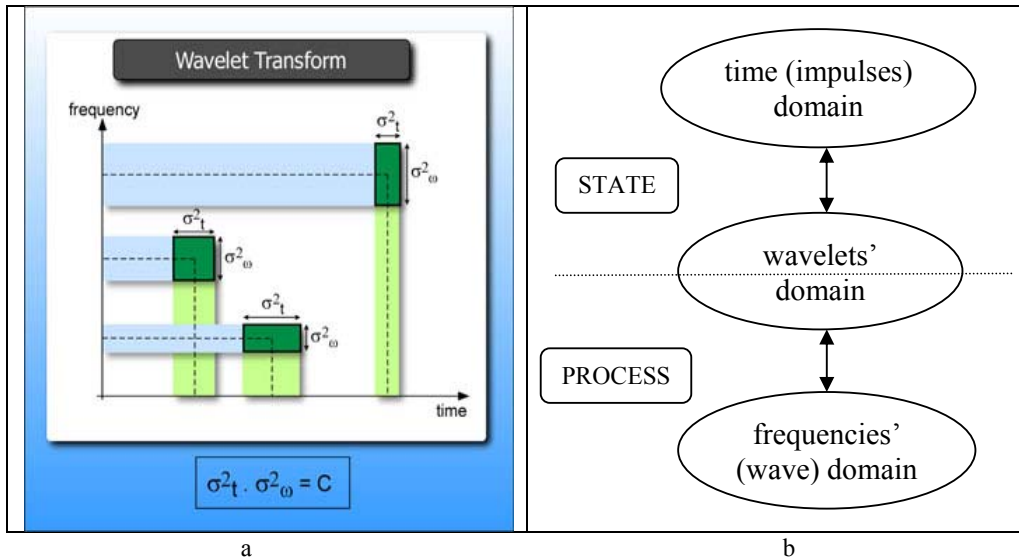 Wavelet Transform
frequency
σ²t
σ²ω
σ²t
σ²ω
σ²t
σ²ω
time
σ²t . σ²ω = C
a
time (impulses)
domain
STATE
wavelets’
domain
PROCESS
frequencies’
(wave) domain
b